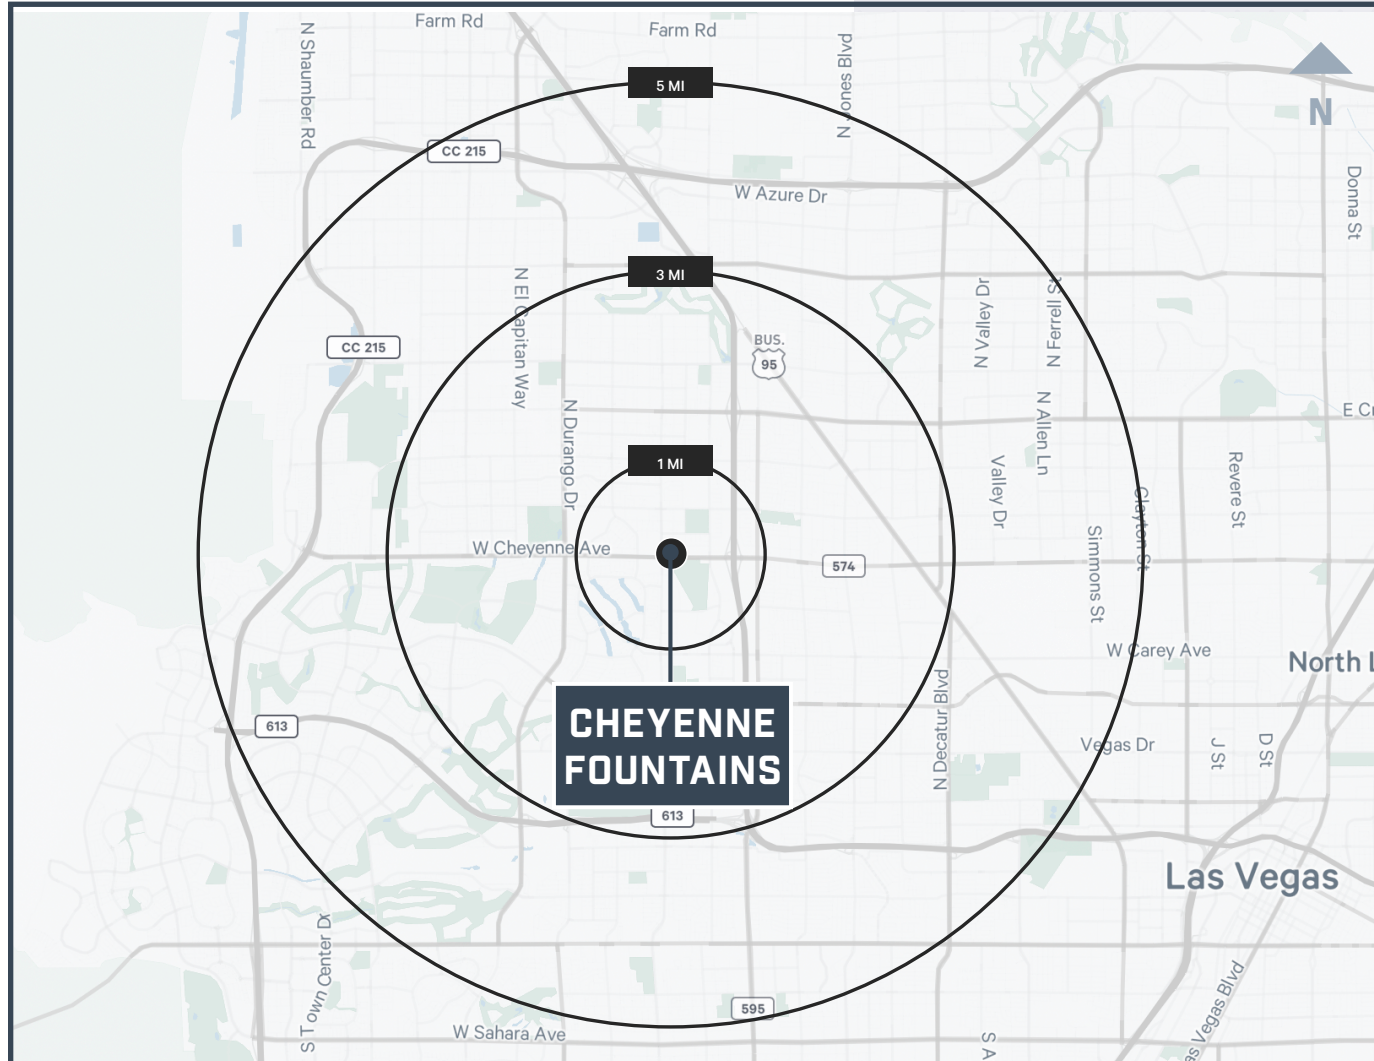 Farm Rd
Farm Rd
N Shaumber Rd
N Jones Blvd
5 MI
N
CC 215
W Azure Dr
Donna St
3 MI
N El Capitan Way
N Valley Dr
N Ferrell St
CC 215
BUS.
95
N Durango Dr
N Allen Ln
E Cr
1 MI
Valley Dr
Revere St
Clayton St
W Cheyenne Ave
574
Simmons St
W Carey Ave
North L
613
CHEYENNE
FOUNTAINS
N Decatur Blvd
Vegas Dr
J St
D St
613
Las Vegas
S Town Center Dr
595
W Sahara Ave
S A
as Vegas Blvd